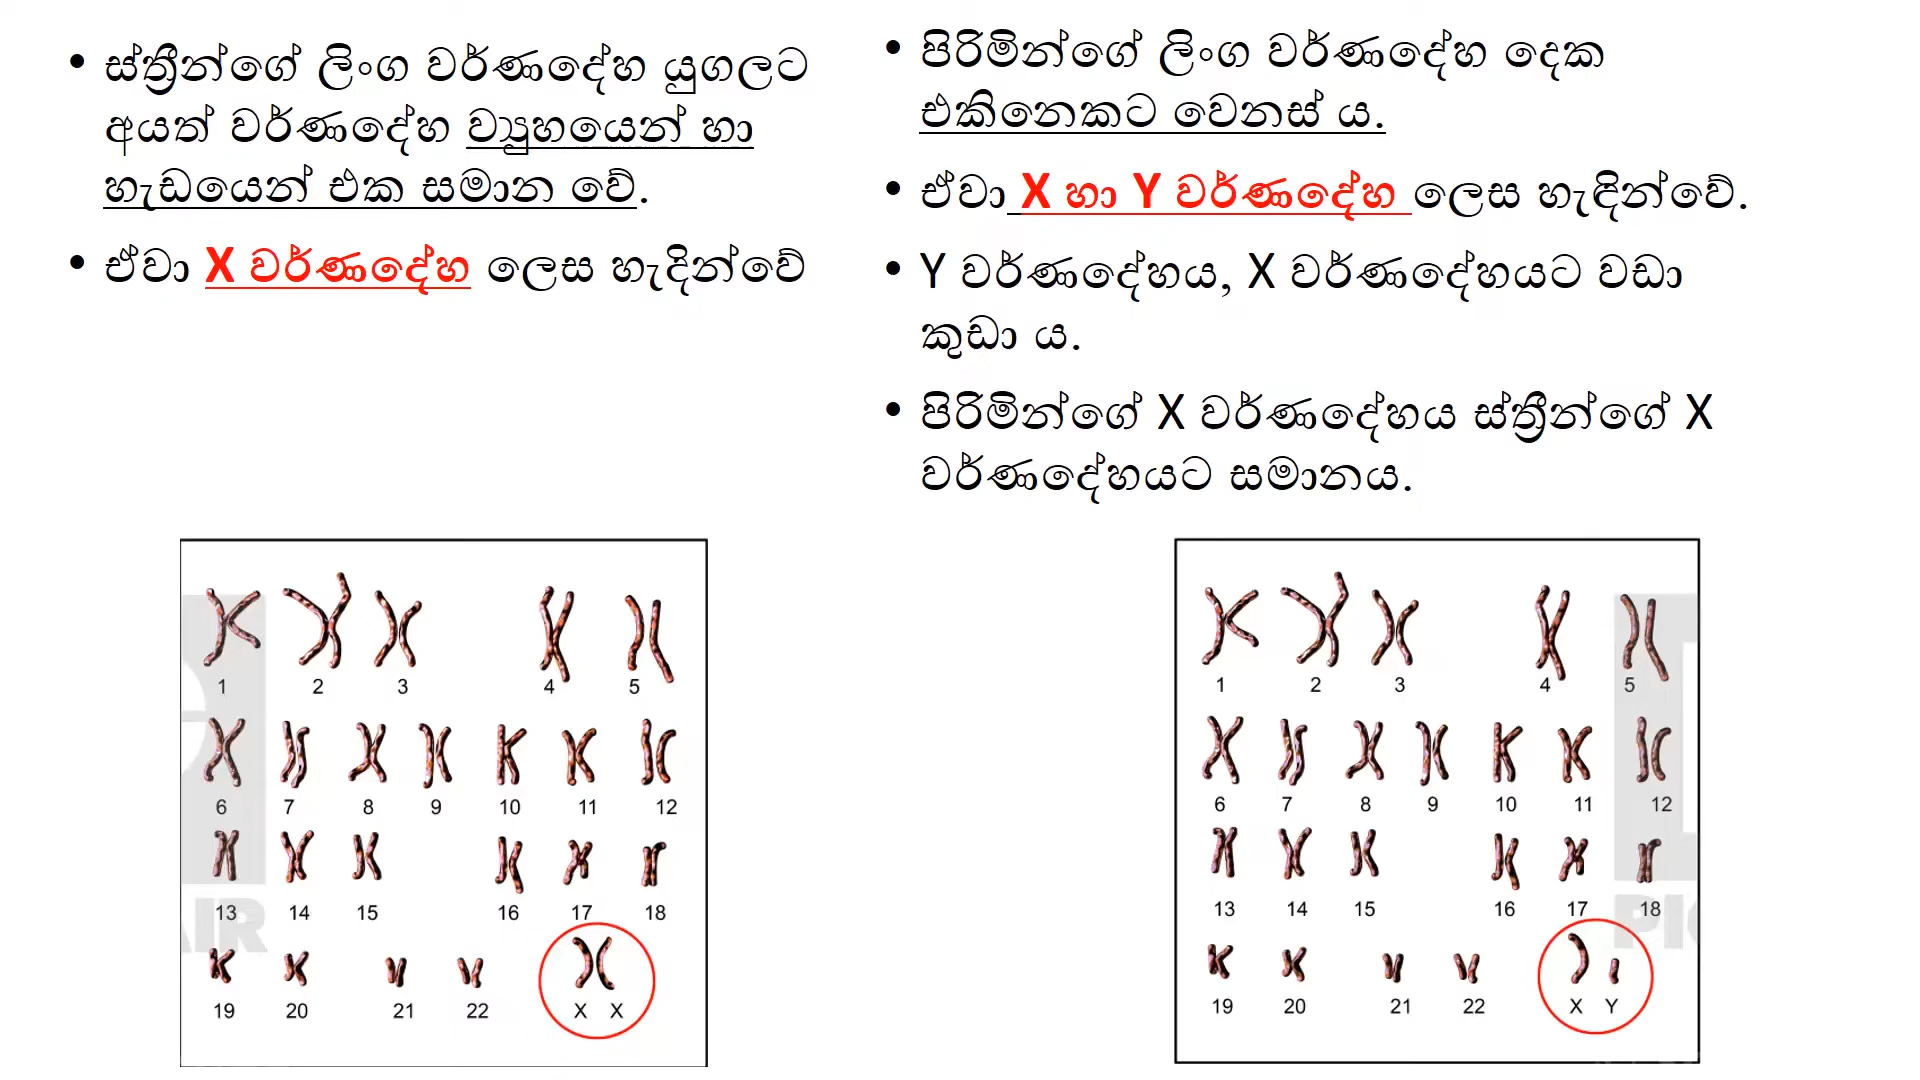 • ස්ත්‍රීන්ගේ ලිංග වර්ණදේහ යුගලට
අයත් වර්ණදේහ ව්‍යුහයෙන් හා
හැඩයෙන් එක සමාන වේ.
• ඒවා X වර්ණදේහ ලෙස හැදින්වේ
• පිරිමින්ගේ ලිංග වර්ණදේහ දෙක
එකිනෙකට වෙනස් ය.
• ඒවා X හා Y වර්ණදේහ ලෙස හැඳින්වේ.
• Y වර්ණදේහය, X වර්ණදේහයට වඩා
කුඩා ය.
• පිරිමින්ගේ X වර්ණදේහය ස්ත්‍රීන්ගේ X
වර්ණදේහයට සමානය.
1 2 3 4 5
6 7 8 9 10 11 12
13 14 15 16 17 18
AIR
19 20 21 22 X X
1 2 3 4 5
6 7 8 9 10 11 12
13 14 15 16 17 18
19 20 21 22 X Y